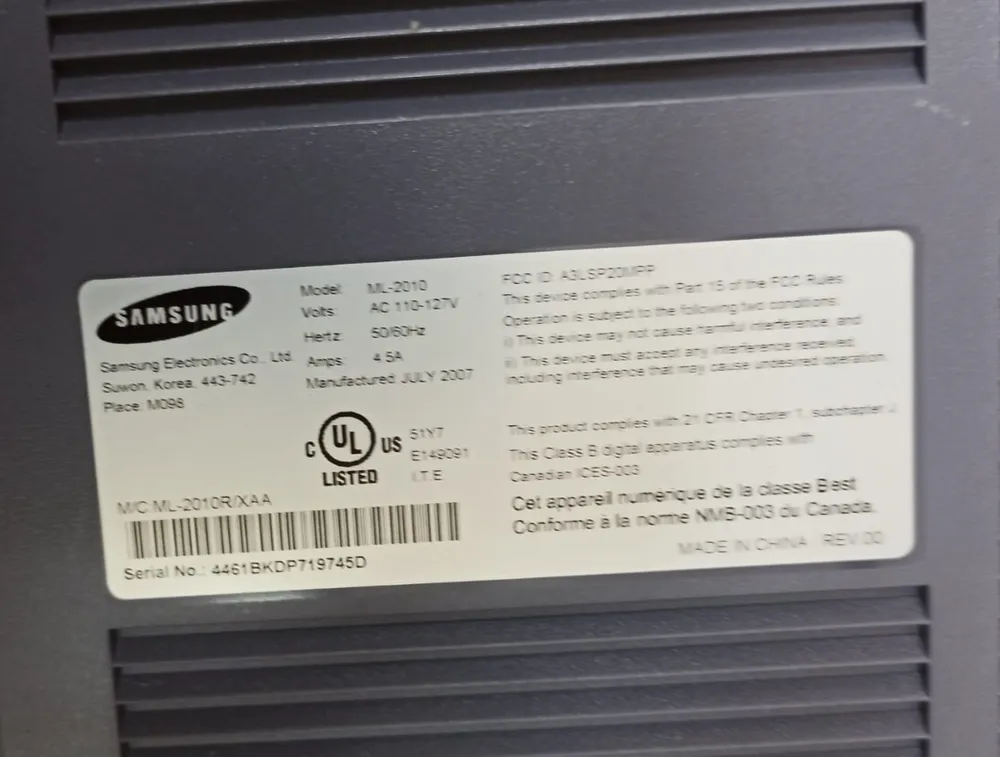 SAMSUNG
Samsung Electronics Co., Ltd.
Suwon, Korea. 443-742
Place: M098
Model: ML-2010
Volts: AC 110-127V
Hertz: 50/60Hz
Amps: 4.5A
Manufactured: JULY 2007
C UL US
LISTED
51Y7
E149091
I.T.E
M/C:ML-2010R/XAA
Serial No.: 4461BKDP719745D
FCC ID: A3LSP20MPP
This device complies with Part 15 of the FCC Rules.
Operation is subject to the following two conditions:
i) This device may not cause harmful interference, and
ii) This device must accept any interference received,
including interference that may cause undesired operation.
This product complies with 21 CFR Chapter 1, subchapter J.
This Class B digital apparatus complies with
Canadian ICES-003
Cet appareil numérique de la classe B est
Conforme à la norme NMB-003 du Canada.
MADE IN CHINA REV.00